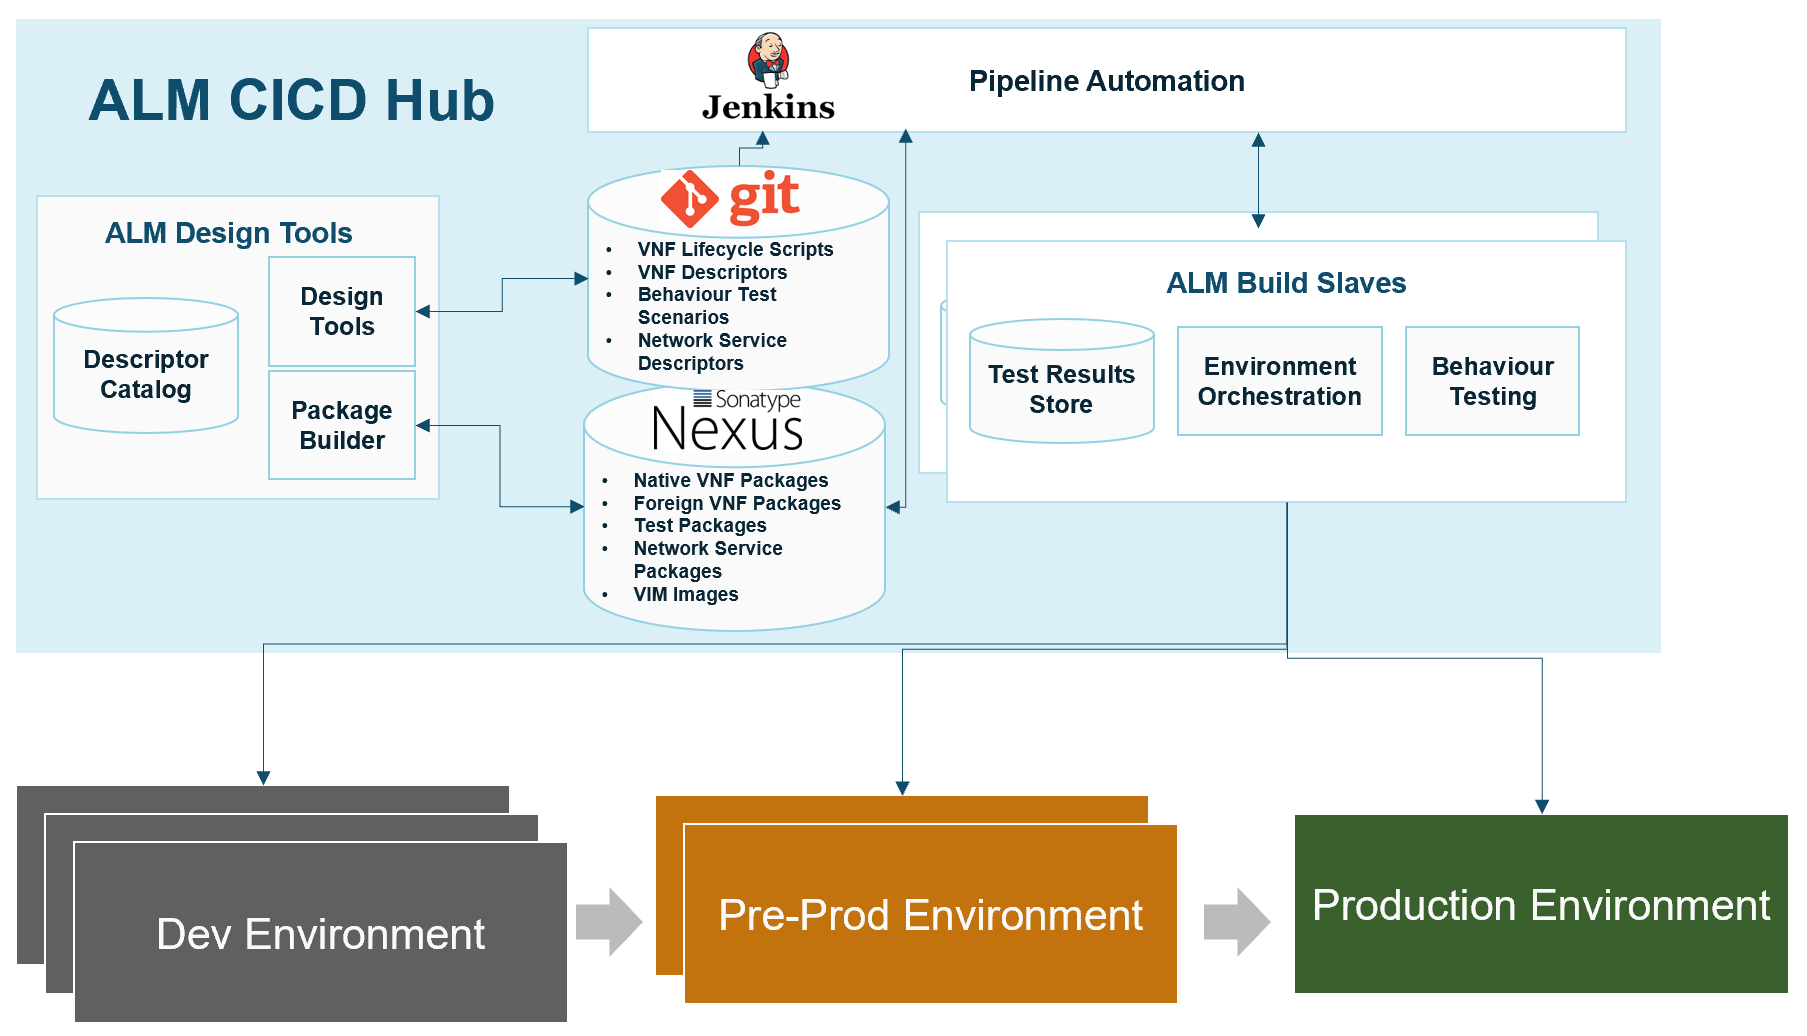 ALM CICD Hub
Jenkins
Pipeline Automation
ALM Design Tools
Design
Tools
Descriptor
Catalog
Package
Builder
git
• VNF Lifecycle Scripts
• VNF Descriptors
• Behaviour Test
Scenarios
• Network Service
Descriptors
Sonatype
Nexus
• Native VNF Packages
• Foreign VNF Packages
• Test Packages
• Network Service
Packages
• VIM Images
ALM Build Slaves
Test Results
Store
Environment
Orchestration
Behaviour
Testing
Dev Environment
Pre-Prod Environment
Production Environment